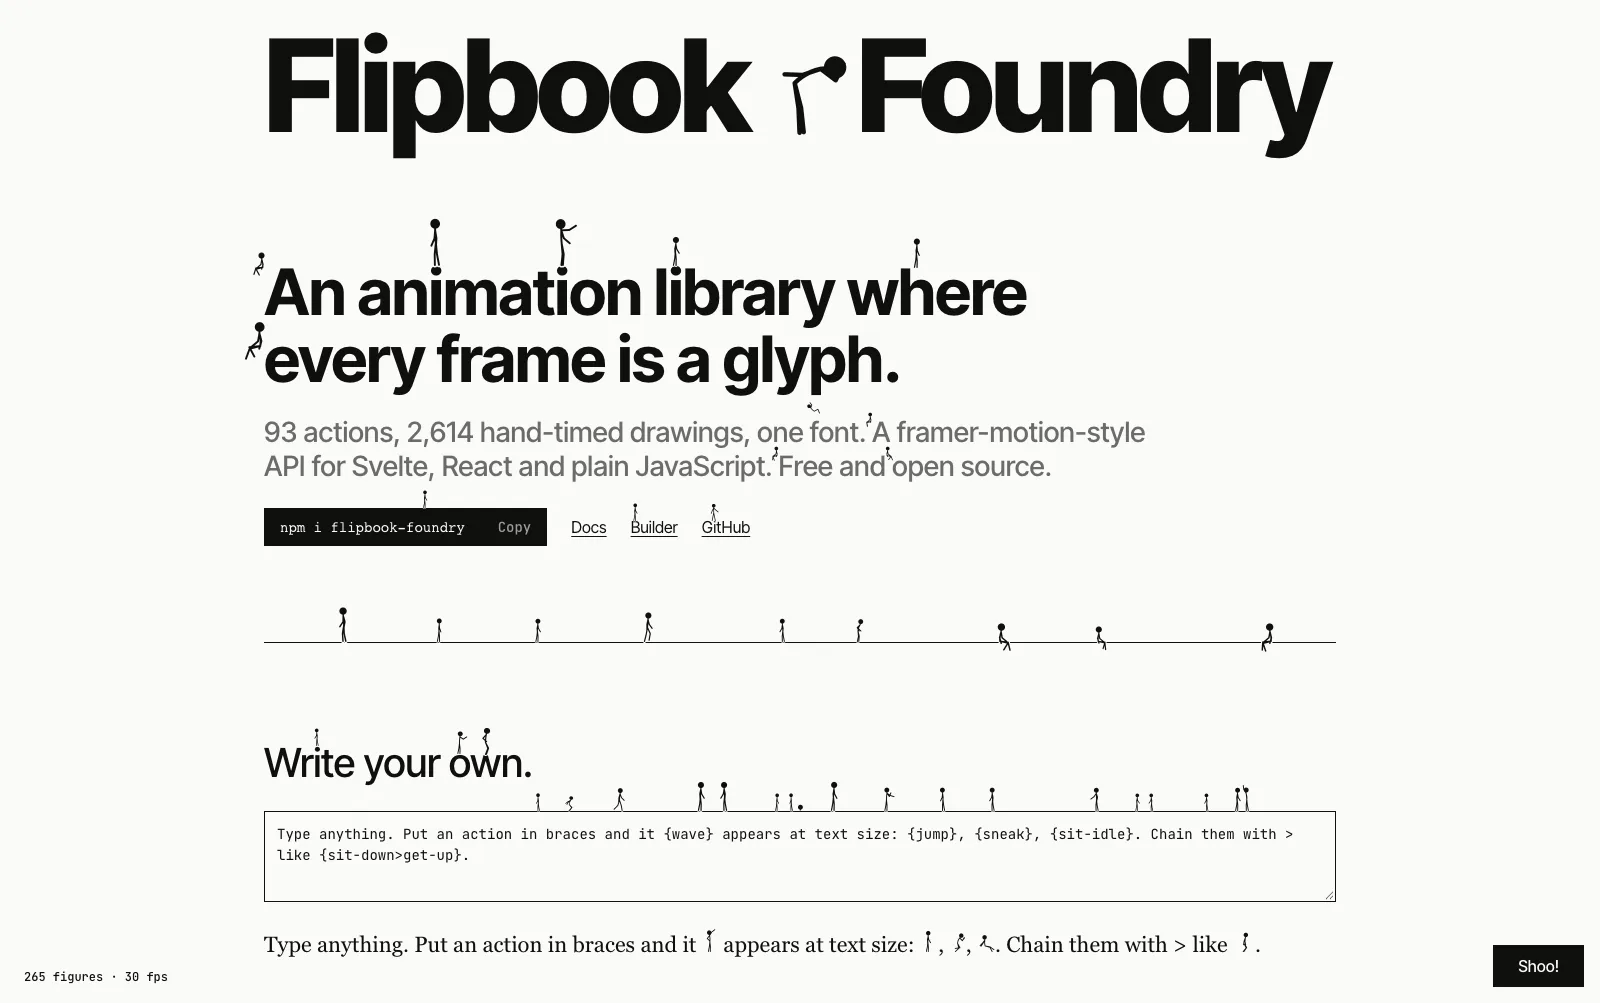 Flipbook Foundry
An animation library where
every frame is a glyph.
93 actions, 2,614 hand-timed drawings, one font. A framer-motion-style
API for Svelte, React and plain JavaScript. Free and open source.
npm i flipbook-foundry Copy Docs Builder GitHub
Write your own.
Type anything. Put an action in braces and it {wave} appears at text size: {jump}, {sneak}, {sit-idle}. Chain them with >
like {sit-down>get-up}.
Type anything. Put an action in braces and it appears at text size: , , . Chain them with > like .
265 figures · 30 fps
Shoo!